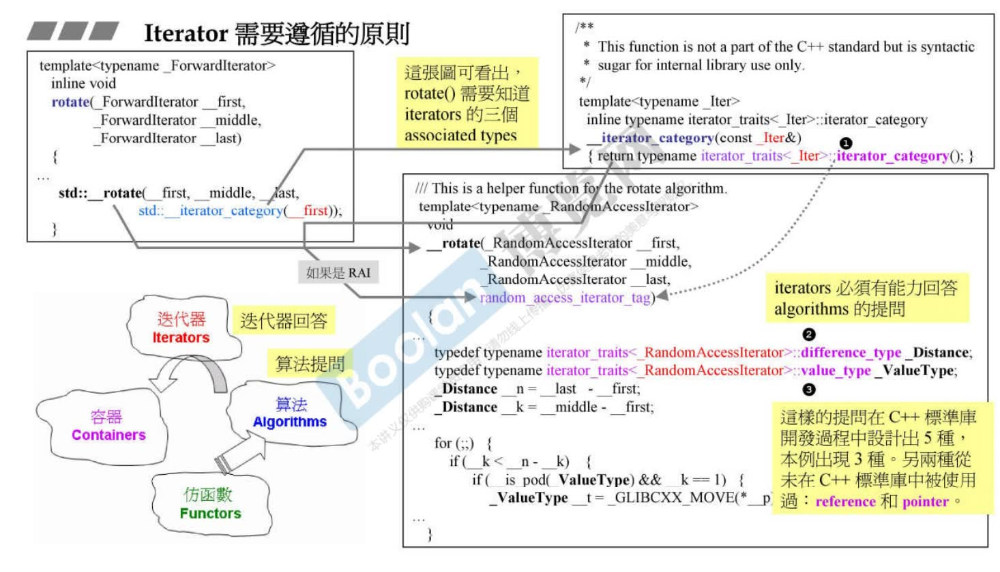 Iterator 需要遵循的原則
template<typename _ForwardIterator>
inline void
rotate(_ForwardIterator __first,
_ForwardIterator __middle,
_ForwardIterator __last)
{
…
std::__rotate(__first, __middle, __last,
std::__iterator_category(__first));
}
這張圖可看出，
rotate() 需要知道
iterators 的三個
associated types
/**
* This function is not a part of the C++ standard but is syntactic
* sugar for internal library use only.
*/
template<typename _Iter>
inline typename iterator_traits<_Iter>::iterator_category
__iterator_category(const _Iter&)
❶
{ return typename iterator_traits<_Iter>::iterator_category(); }
/// This is a helper function for the rotate algorithm.
template<typename _RandomAccessIterator>
void
__rotate(_RandomAccessIterator __first,
_RandomAccessIterator __middle,
_RandomAccessIterator __last,
random_access_iterator_tag)
{
…
❷
typedef typename iterator_traits<_RandomAccessIterator>::difference_type _Distance;
typedef typename iterator_traits<_RandomAccessIterator>::value_type _ValueType;
❸
_Distance __n = __last - __first;
_Distance __k = __middle - __first;
…
for (;;) {
if (__k < __n - __k) {
if (__is_pod(_ValueType) && __k == 1) {
_ValueType __t = _GLIBCXX_MOVE(*__p)
…
}
如果是 RAI
iterators 必須有能力回答
algorithms 的提問
這樣的提問在 C++ 標準庫
開發過程中設計出 5 種，
本例出現 3 種。另兩種從
未在 C++ 標準庫中被使用
過：reference 和 pointer。
迭代器
Iterators
迭代器回答
算法提問
算法
Algorithms
容器
Containers
仿函數
Functors
Boolan 博览网